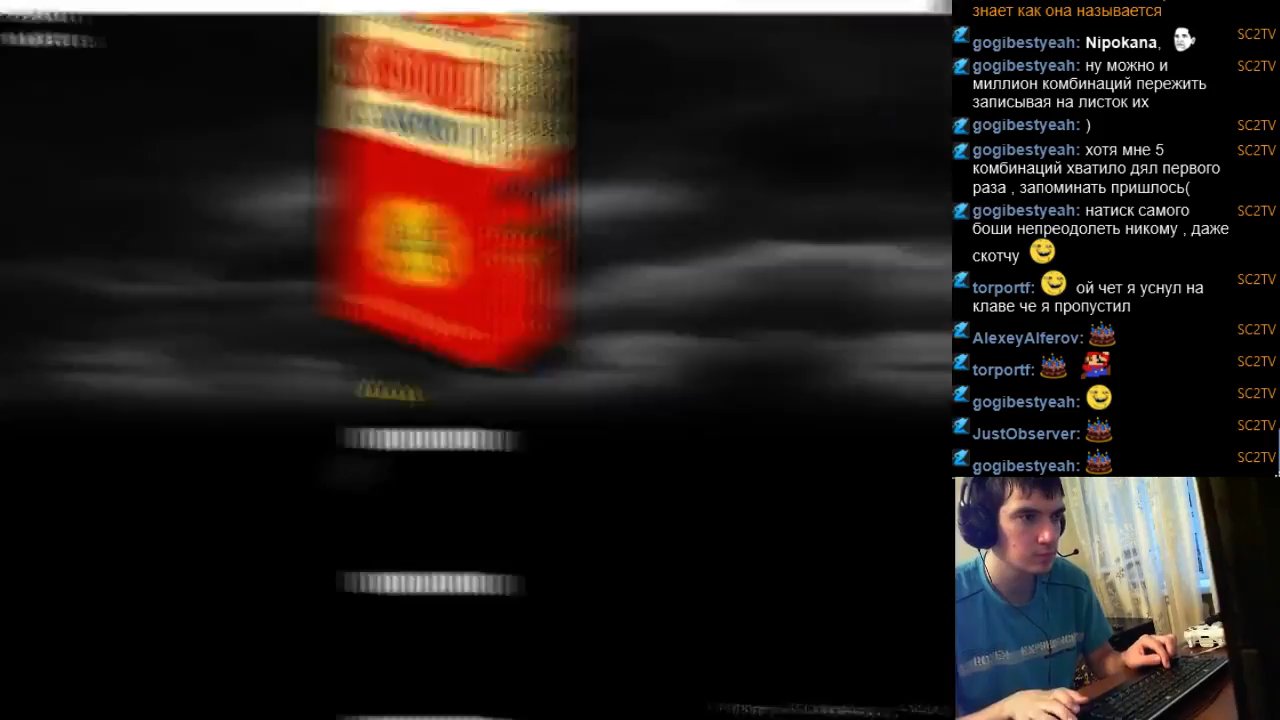 знает как она называется
gogibestyeah: Nipokana, SC2TV
gogibestyeah: ну можно и SC2TV
миллион комбинаций пережить
записывая на листок их
gogibestyeah: ) SC2TV
gogibestyeah: хотя мне 5 SC2TV
комбинаций хватило дял первого
раза , запоминать пришлось(
gogibestyeah: натиск самого SC2TV
боши непреодолеть никому , даже
скотчу
torportf: ой чет я уснул на SC2TV
клаве че я пропустил
AlexeyAlferov: SC2TV
torportf: SC2TV
gogibestyeah: SC2TV
JustObserver: SC2TV
gogibestyeah: SC2TV